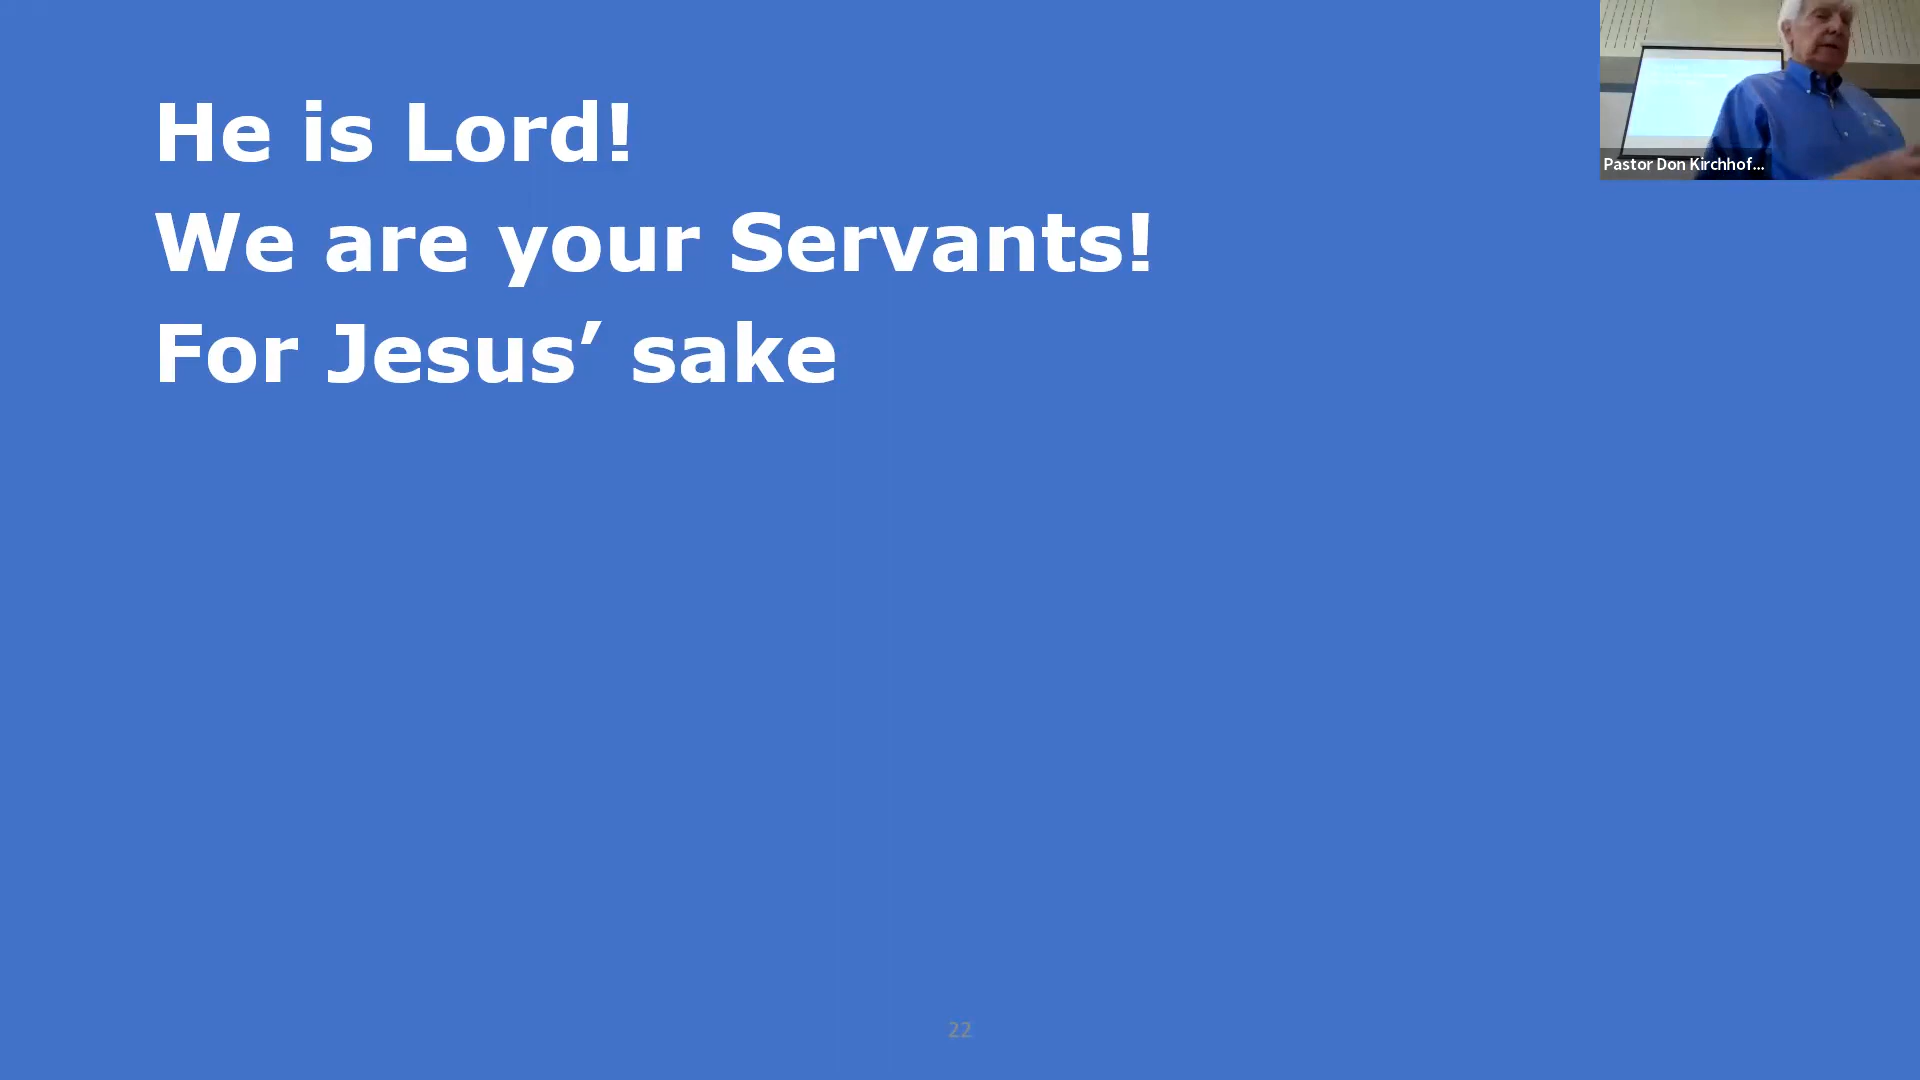 He is Lord!
We are your Servants!
For Jesus’ sake
Pastor Don Kirchhof...
22